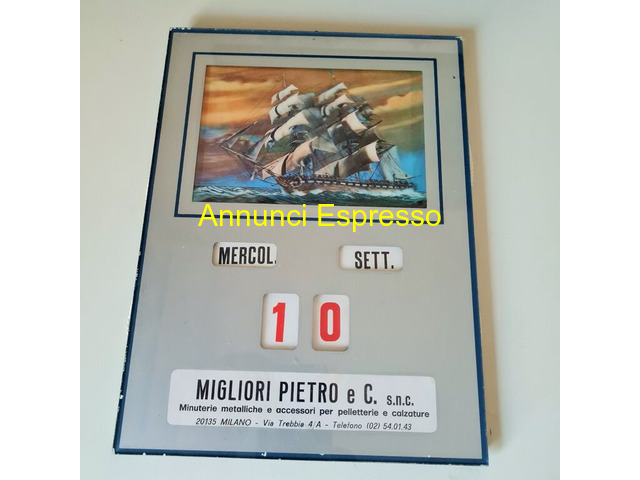 Annunci Espresso
MERCOL. SETT.
1 0
MIGLIORI PIETRO e C. s.n.c.
Minuterie metalliche e accessori per pelletterie e calzature
20135 MILANO - Via Trebbia 4/A - Telefono (02) 54.01.43